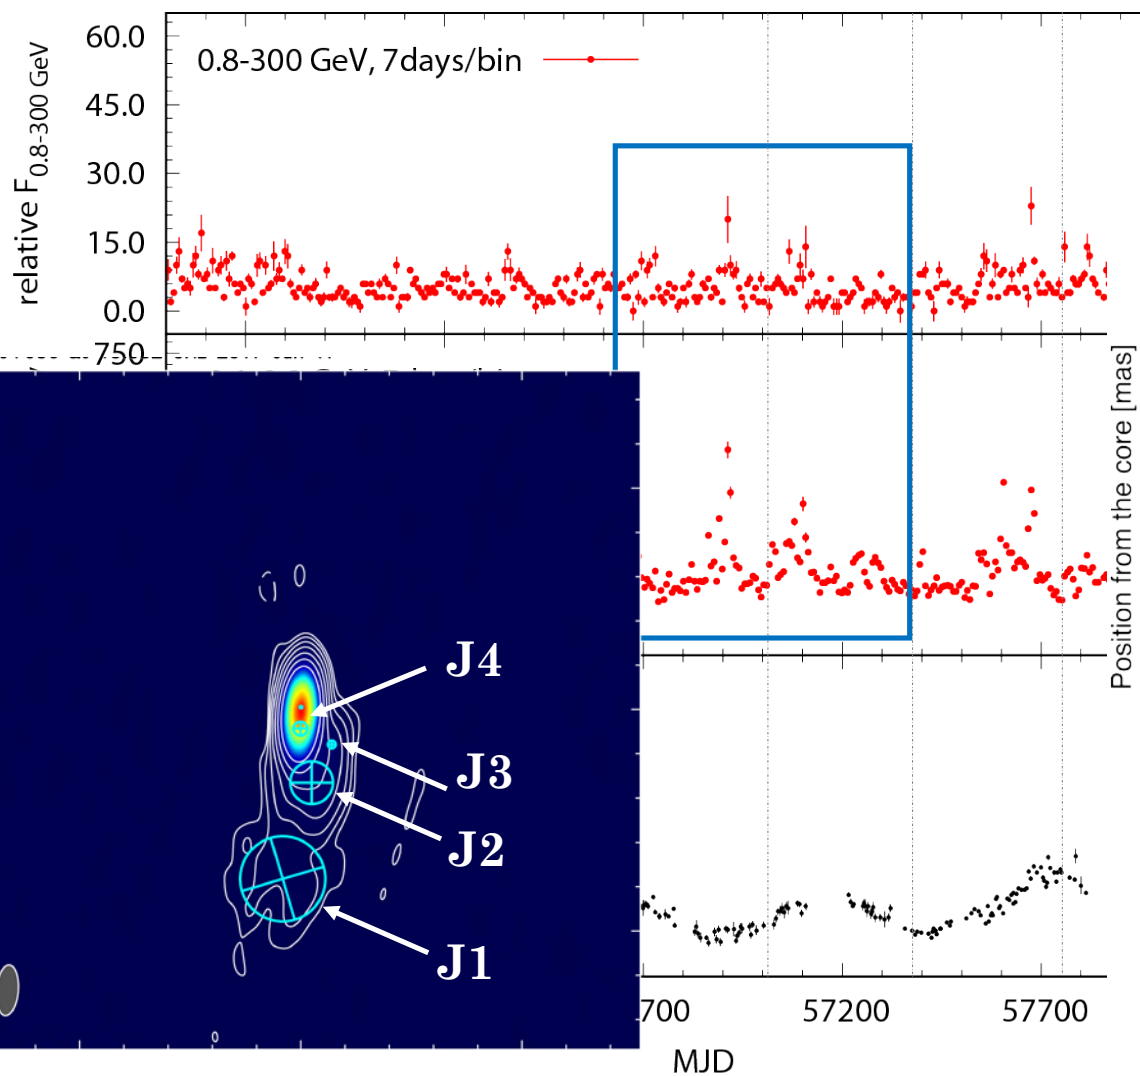 60.0
0.8-300 GeV, 7days/bin
45.0
30.0
15.0
0.0
relative F0.8-300 GeV
750
Position from the core [mas]
J4
J3
J2
J1
700 57200 57700
MJD